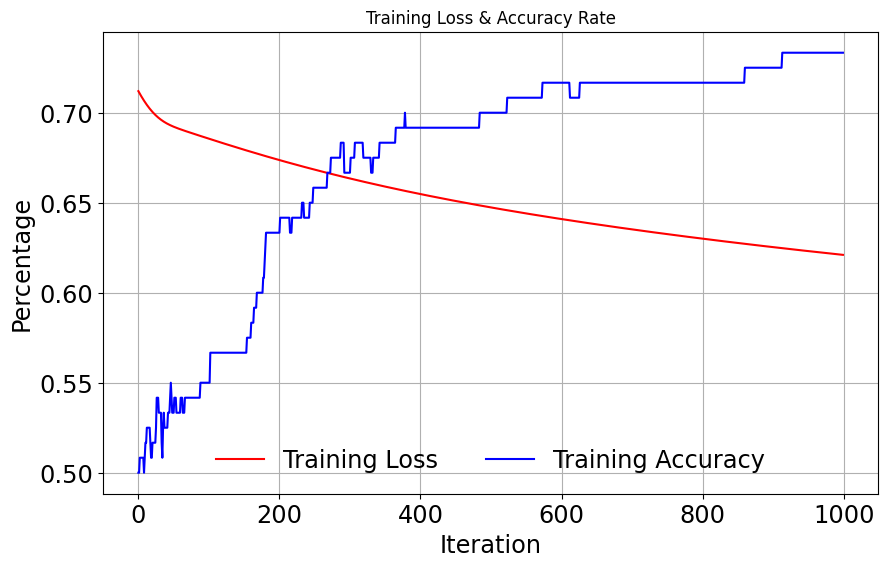 Training Loss & Accuracy Rate
Percentage
0.70
0.65
0.60
0.55
0.50
Training Loss
Training Accuracy
0
200
400
600
800
1000
Iteration